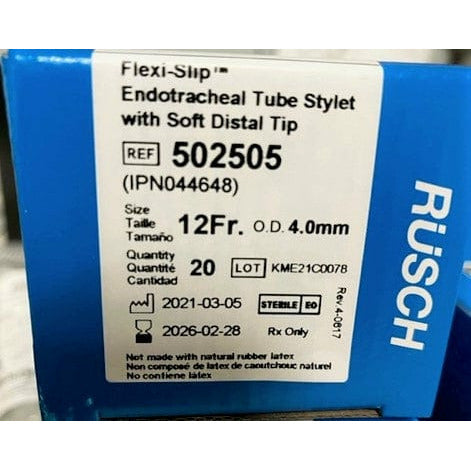 Flexi-Slip™
Endotracheal Tube Stylet
with Soft Distal Tip
REF 502505
(IPN044648)
Size
Taille
Tamaño
12Fr. O.D. 4.0mm
Quantity
Quantité
Cantidad
20 LOT KME21C0078
2021-03-05 STERILE EO
2026-02-28 Rx Only
Rev 4-0617
Not made with natural rubber latex
Non composé de latex de caoutchouc naturel
No contiene látex
RÜSCH